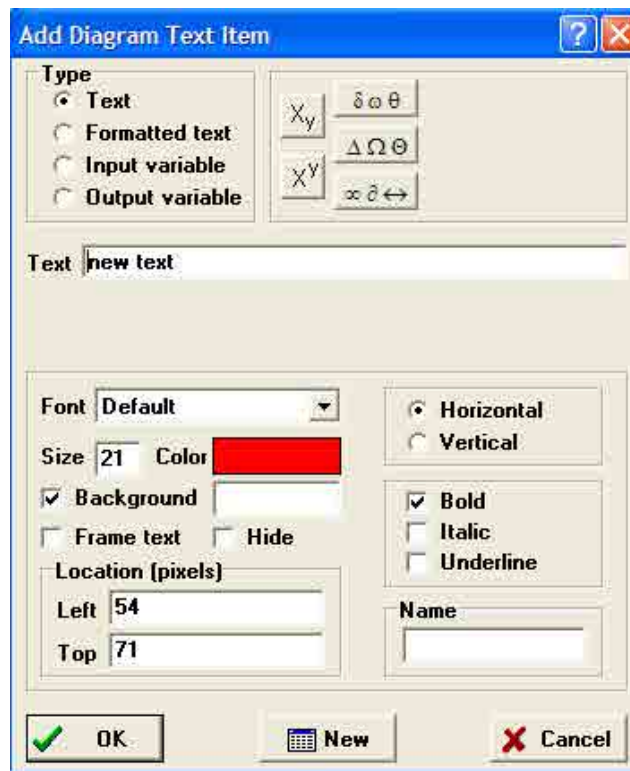 Add Diagram Text Item
Type
Text
Formatted text
Input variable
Output variable
Xy
X^y
δ ω θ
Δ Ω Θ
∞ ∂ ↔
Text new text
Font Default
Size 21 Color
Background
Frame text Hide
Location (pixels)
Left 54
Top 71
Horizontal
Vertical
Bold
Italic
Underline
Name
OK New Cancel